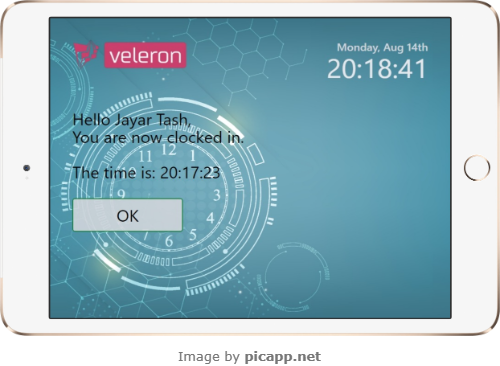 veleron
Monday, Aug 14th
20:18:41
Hello Jayar Tash,
You are now clocked in.
The time is: 20:17:23
OK
12
11
1
10
2
9
3
4
5
6
7
Image by picapp.net